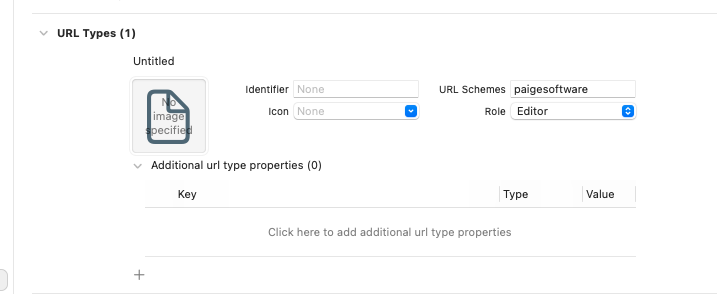 URL Types (1)
Untitled
No image specified
Identifier None
URL Schemes paigesoftware
Icon None
Role Editor
Additional url type properties (0)
Key Type Value
Click here to add additional url type properties